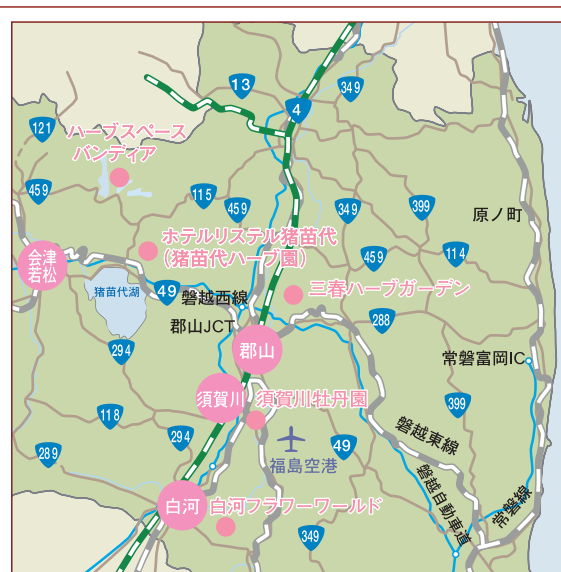 13
349
4
121
ハーブスペース
バンディア
459
115
459
349
399
原ノ町
ホテルリステル猪苗代
（猪苗代ハーブ園）
459
114
会津
若松
猪苗代湖
49
磐越西線
三春ハーブガーデン
郡山JCT
288
294
郡山
常磐富岡IC
須賀川
須賀川牡丹園
399
118
294
289
福島空港
49
磐越東線
磐越自動車道
常磐線
白河
白河フラワーワールド
349